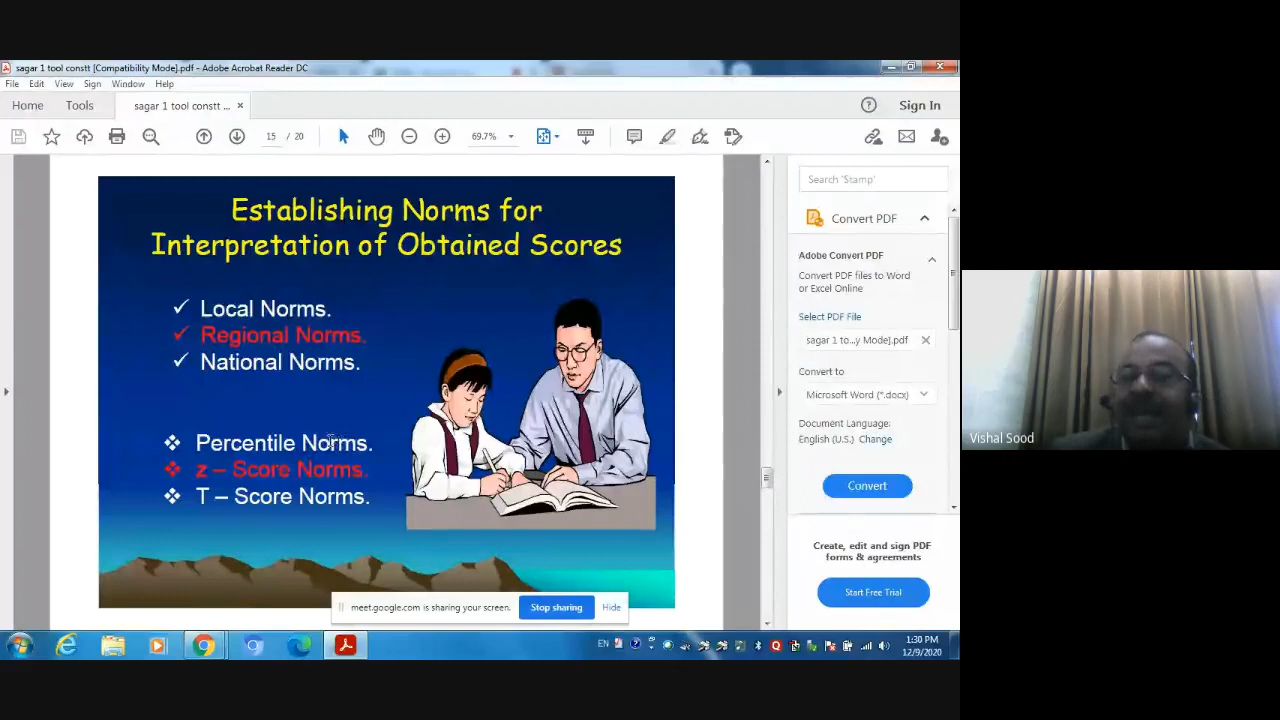 sagar 1 tool constt [Compatibility Mode].pdf - Adobe Acrobat Reader DC
File Edit View Sign Window Help
Home Tools sagar 1 tool constt ... × Sign In
15 / 20 69.7%
Establishing Norms for
Interpretation of Obtained Scores
✓ Local Norms.
✓ Regional Norms.
✓ National Norms.
❖ Percentile Norms.
❖ z – Score Norms.
❖ T – Score Norms.
Search 'Stamp'
Convert PDF
Adobe Convert PDF
Convert PDF files to Word
or Excel Online
Select PDF File
sagar 1 to...y Mode].pdf
Convert to
Microsoft Word (*.docx)
Document Language:
English (U.S.) Change
Convert
Create, edit and sign PDF
forms & agreements
Start Free Trial
meet.google.com is sharing your screen. Stop sharing Hide
EN
1:30 PM
12/9/2020
Vishal Sood